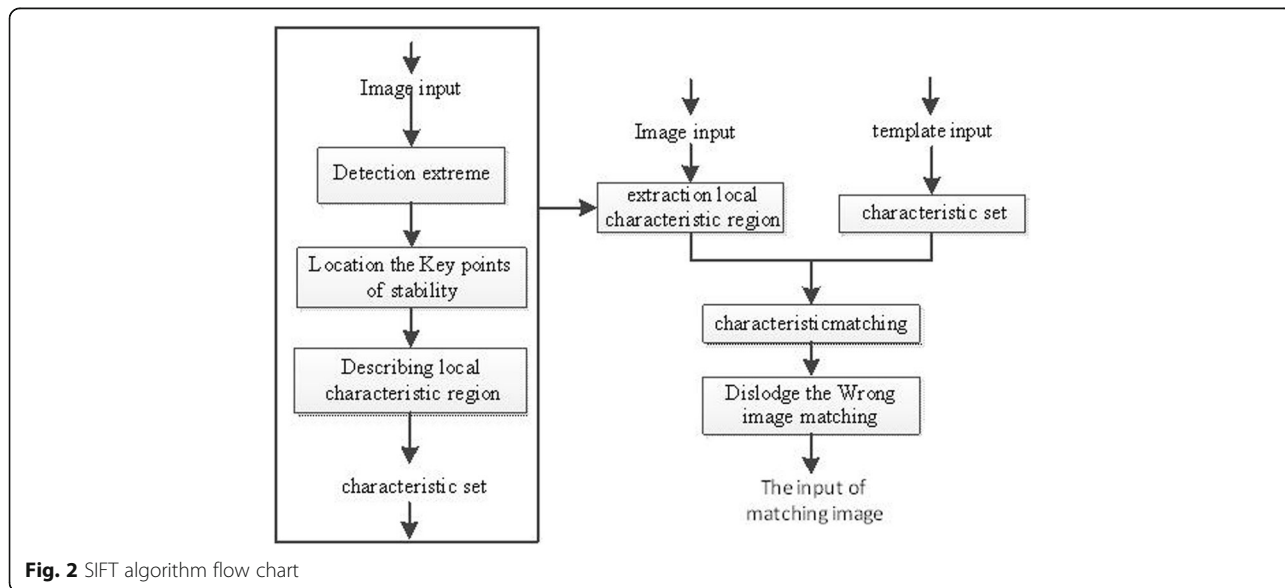 Image input
Detection extreme
Location the Key points
of stability
Describing local
characteristic region
characteristic set
Image input
extraction local
characteristic region
template input
characteristic set
characteristicmatching
Dislodge the Wrong
image matching
The input of
matching image
Fig. 2 SIFT algorithm flow chart